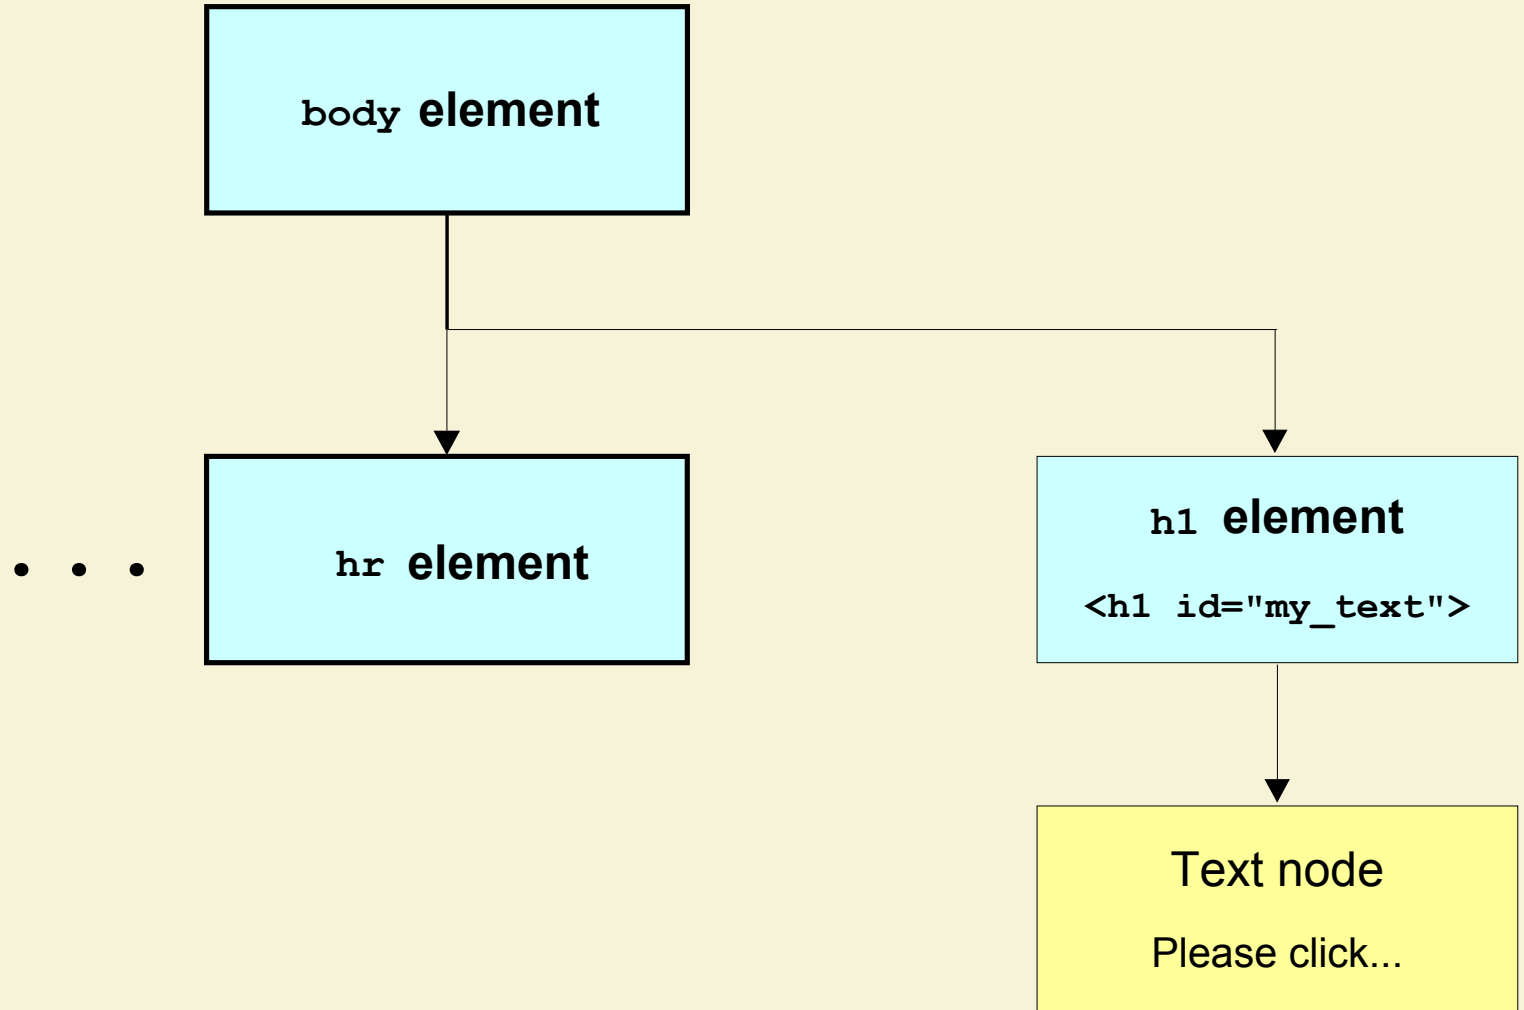 body element
. . .
hr element
h1 element
<h1 id="my_text">
Text node
Please click...